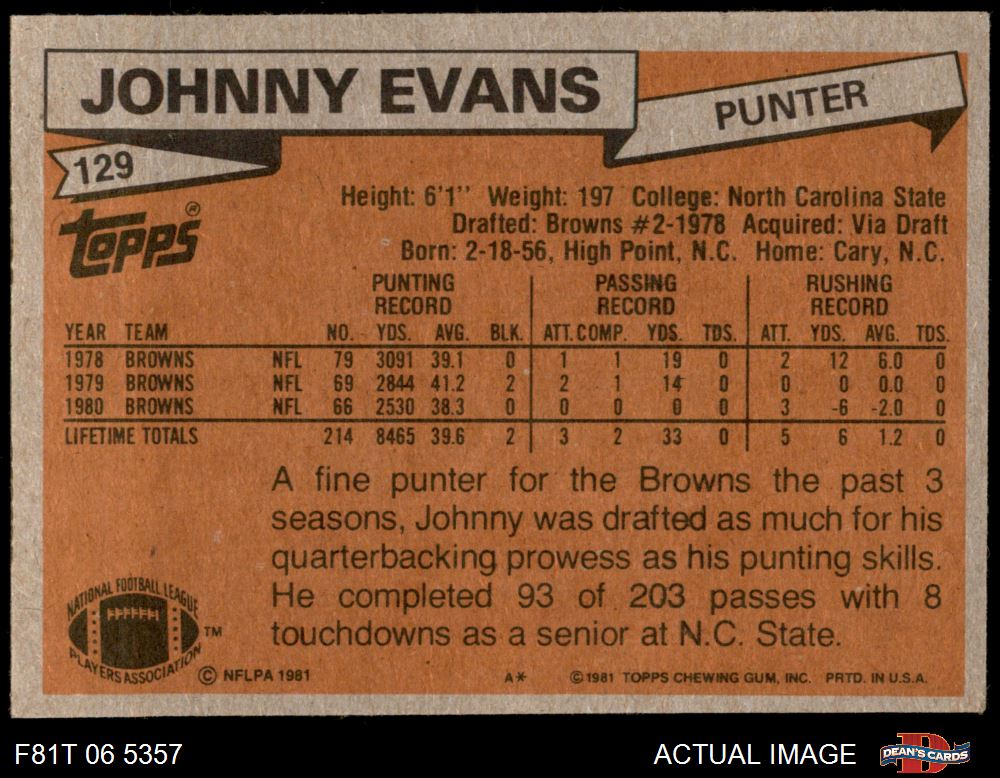 JOHNNY EVANS
PUNTER
129
Topps®
Height: 6'1'' Weight: 197 College: North Carolina State
Drafted: Browns #2-1978 Acquired: Via Draft
Born: 2-18-56, High Point, N.C. Home: Cary, N.C.
PUNTING RECORD PASSING RECORD RUSHING RECORD
YEAR TEAM NO. YDS. AVG. BLK. ATT. COMP. YDS. TDS. ATT. YDS. AVG. TDS.
1978 BROWNS NFL 79 3091 39.1 0 1 1 19 0 2 12 6.0 0
1979 BROWNS NFL 69 2844 41.2 2 2 1 14 0 0 0 0.0 0
1980 BROWNS NFL 66 2530 38.3 0 0 0 0 0 3 -6 -2.0 0
LIFETIME TOTALS 214 8465 39.6 2 3 2 33 0 5 6 1.2 0
A fine punter for the Browns the past 3
seasons, Johnny was drafted as much for his
quarterbacking prowess as his punting skills.
He completed 93 of 203 passes with 8
touchdowns as a senior at N.C. State.
NATIONAL FOOTBALL LEAGUE
PLAYERS ASSOCIATION
TM
© NFLPA 1981
A*
©1981 TOPPS CHEWING GUM, INC. PRTD. IN U.S.A.
F81T 06 5357
ACTUAL IMAGE
D
DEAN'S CARDS